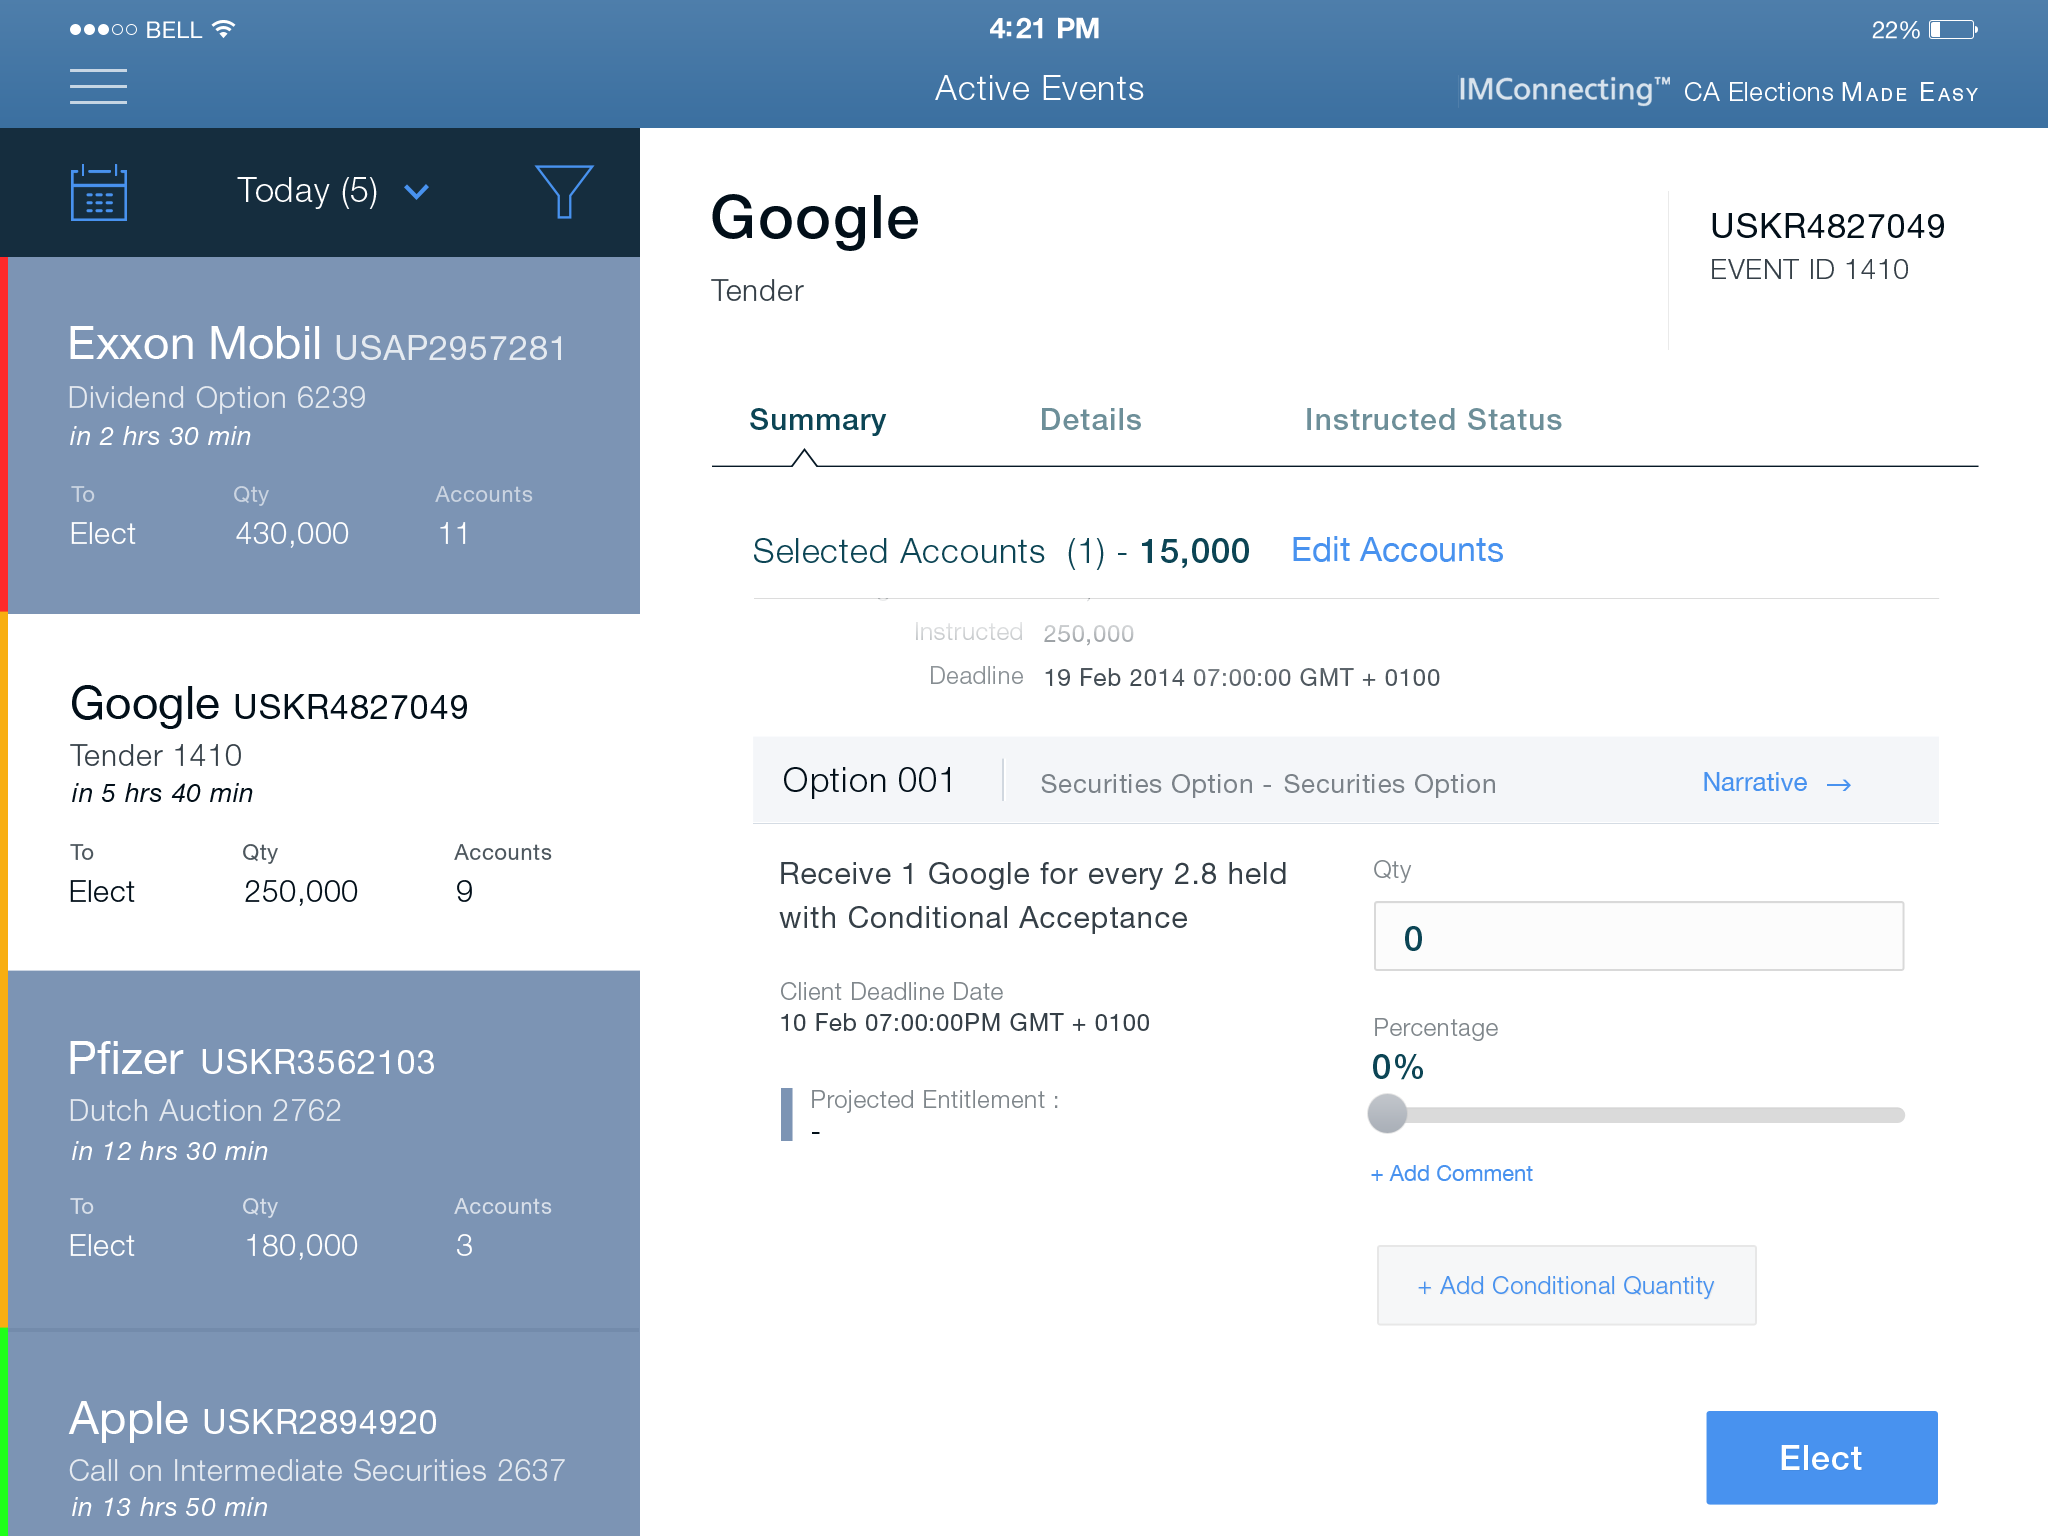 BELL
4:21 PM
22%
Active Events
IMConnecting™ CA Elections MADE EASY
Today (5)
Exxon Mobil USAP2957281
Dividend Option 6239
in 2 hrs 30 min
To Qty Accounts
Elect 430,000 11
Google USKR4827049
Tender 1410
in 5 hrs 40 min
To Qty Accounts
Elect 250,000 9
Pfizer USKR3562103
Dutch Auction 2762
in 12 hrs 30 min
To Qty Accounts
Elect 180,000 3
Apple USKR2894920
Call on Intermediate Securities 2637
in 13 hrs 50 min
Google
Tender
USKR4827049
EVENT ID 1410
Summary Details Instructed Status
Selected Accounts (1) - 15,000 Edit Accounts
Instructed 250,000
Deadline 19 Feb 2014 07:00:00 GMT + 0100
Option 001 Securities Option - Securities Option Narrative →
Receive 1 Google for every 2.8 held
with Conditional Acceptance
Client Deadline Date
10 Feb 07:00:00PM GMT + 0100
Projected Entitlement :
-
Qty
0
Percentage
0%
+ Add Comment
+ Add Conditional Quantity
Elect